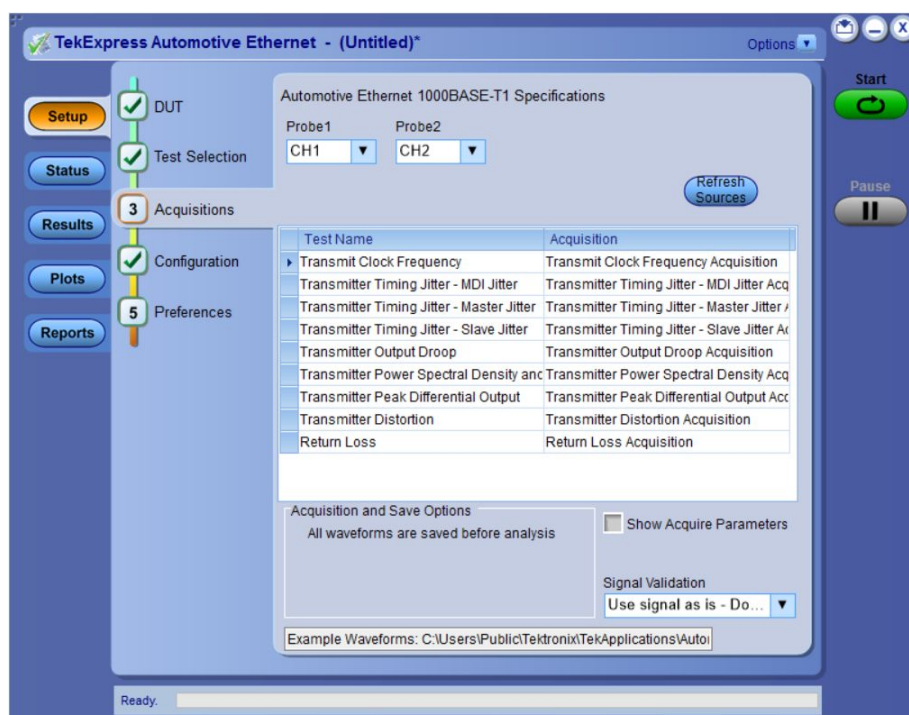 TekExpress Automotive Ethernet - (Untitled)*
Options
X
Start
Pause
Setup
Status
Results
Plots
Reports
DUT
Test Selection
3 Acquisitions
Configuration
5 Preferences
Automotive Ethernet 1000BASE-T1 Specifications
Probe1 Probe2
CH1 CH2
Refresh
Sources
Test Name Acquisition
Transmit Clock Frequency Transmit Clock Frequency Acquisition
Transmitter Timing Jitter - MDI Jitter Transmitter Timing Jitter - MDI Jitter Acq
Transmitter Timing Jitter - Master Jitter Transmitter Timing Jitter - Master Jitter
Transmitter Timing Jitter - Slave Jitter Transmitter Timing Jitter - Slave Jitter Ac
Transmitter Output Droop Transmitter Output Droop Acquisition
Transmitter Power Spectral Density and Transmitter Power Spectral Density Acq
Transmitter Peak Differential Output Transmitter Peak Differential Output Acq
Transmitter Distortion Transmitter Distortion Acquisition
Return Loss Return Loss Acquisition
Acquisition and Save Options
All waveforms are saved before analysis
Show Acquire Parameters
Signal Validation
Use signal as is - Do...
Example Waveforms: C:\Users\Public\Tektronix\TekApplications\Auto
Ready.